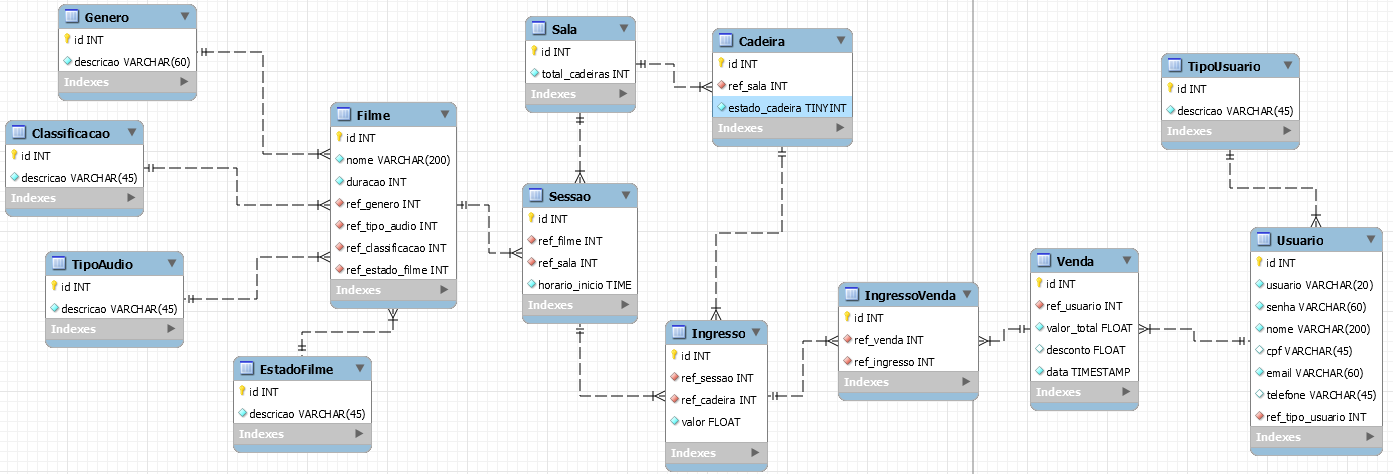 Genero
id INT
descricao VARCHAR(60)
Indexes
Classificacao
id INT
descricao VARCHAR(45)
Indexes
TipoAudio
id INT
descricao VARCHAR(45)
Indexes
EstadoFilme
id INT
descricao VARCHAR(45)
Indexes
Filme
id INT
nome VARCHAR(200)
duracao INT
ref_genero INT
ref_tipo_audio INT
ref_classificacao INT
ref_estado_filme INT
Indexes
Sala
id INT
total_cadeiras INT
Indexes
Sessao
id INT
ref_filme INT
ref_sala INT
horario_inicio TIME
Indexes
Cadeira
id INT
ref_sala INT
estado_cadeira TINYINT
Indexes
Ingresso
id INT
ref_sessao INT
ref_cadeira INT
valor FLOAT
Indexes
IngressoVenda
id INT
ref_venda INT
ref_ingresso INT
Indexes
Venda
id INT
ref_usuario INT
valor_total FLOAT
desconto FLOAT
data TIMESTAMP
Indexes
TipoUsuario
id INT
descricao VARCHAR(45)
Indexes
Usuario
id INT
usuario VARCHAR(20)
senha VARCHAR(60)
nome VARCHAR(200)
cpf VARCHAR(45)
email VARCHAR(60)
telefone VARCHAR(45)
ref_tipo_usuario INT
Indexes